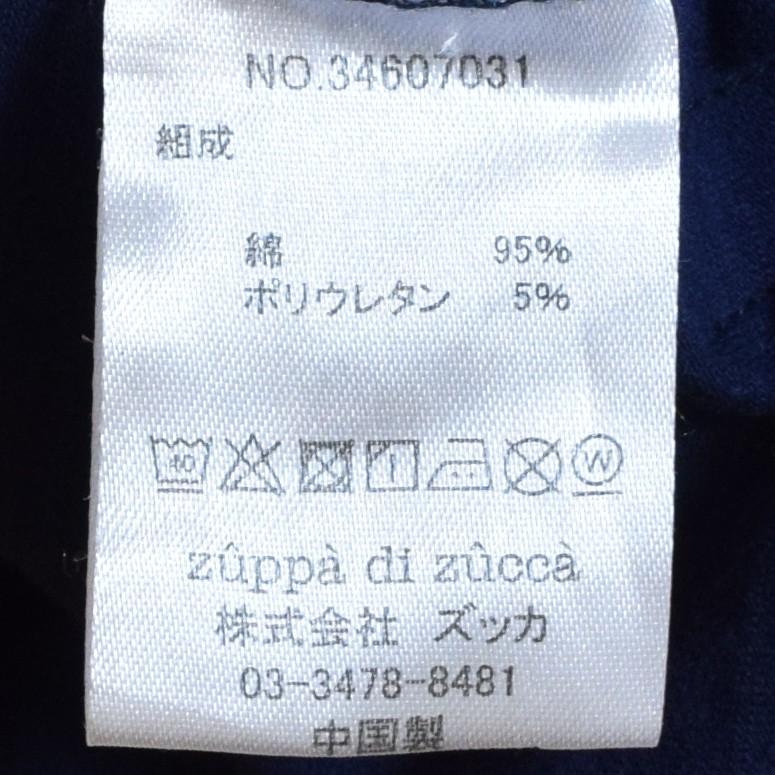 NO.34607031
組成
綿 95%
ポリウレタン 5%
40 W
zûppà di zûccà
株式会社 ズッカ
03-3478-8481
中国製